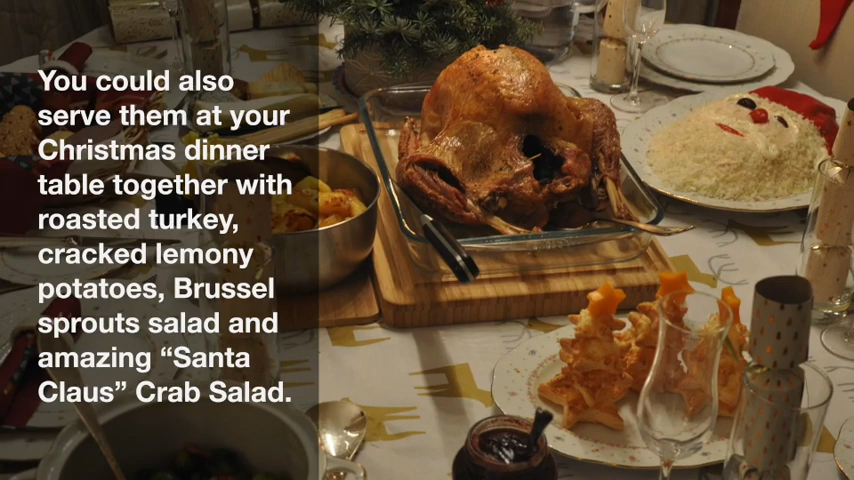 You could also
serve them at your
Christmas dinner
table together with
roasted turkey,
cracked lemony
potatoes, Brussel
sprouts salad and
amazing “Santa
Claus” Crab Salad.